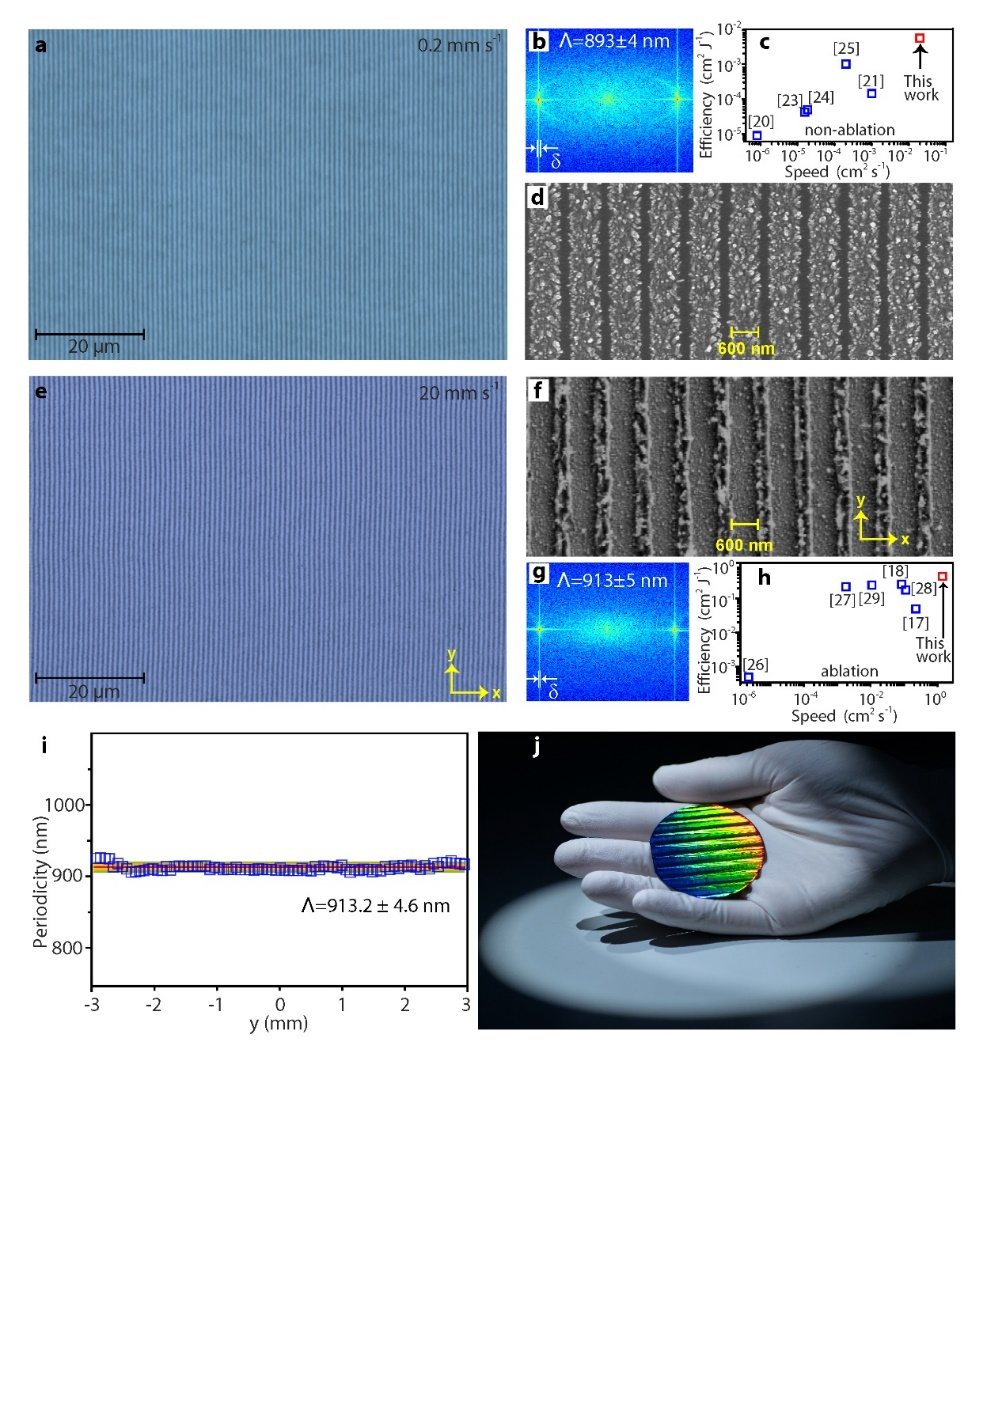 a
0.2 mm s⁻¹
20 µm
b
Λ=893±4 nm
δ
c
10⁻²
10⁻³
10⁻⁴
10⁻⁵
Efficiency (cm² J⁻¹)
[25]
[21]
[23]
[24]
[20]
This
work
non-ablation
10⁻⁶ 10⁻⁵ 10⁻⁴ 10⁻³ 10⁻² 10⁻¹
Speed (cm² s⁻¹)
d
600 nm
e
20 mm s⁻¹
20 µm
y
x
f
600 nm
y
x
g
Λ=913±5 nm
δ
h
10⁰
10⁻¹
10⁻²
10⁻³
Efficiency (cm² J⁻¹)
[18]
[27] [29] [28]
[17]
This
work
[26]
ablation
10⁻⁶ 10⁻⁴ 10⁻² 10⁰
Speed (cm² s⁻¹)
i
1000
900
800
Periodicity (nm)
Λ=913.2 ± 4.6 nm
-3 -2 -1 0 1 2 3
y (mm)
j